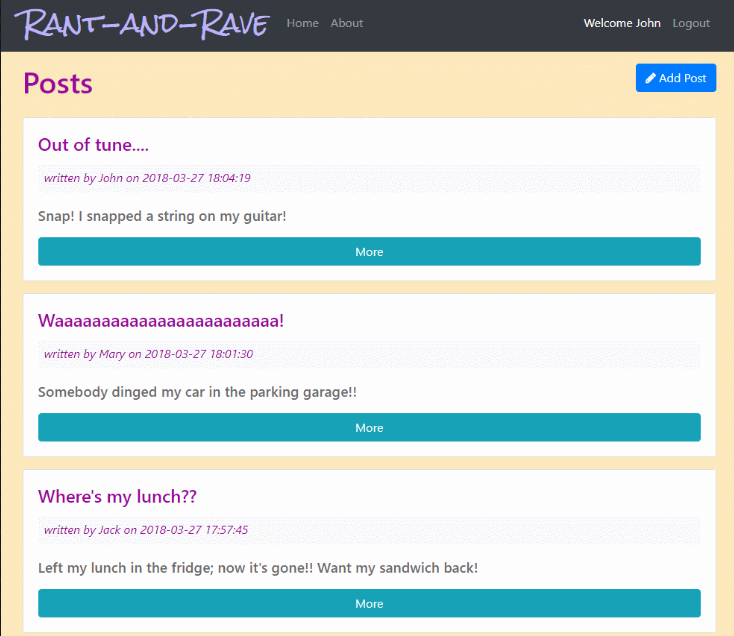 Rant-and-Rave Home About Welcome John Logout
Posts Add Post
Out of tune....
written by John on 2018-03-27 18:04:19
Snap! I snapped a string on my guitar!
More
Waaaaaaaaaaaaaaaaaaaaaaaa!
written by Mary on 2018-03-27 18:01:30
Somebody dinged my car in the parking garage!!
More
Where's my lunch??
written by Jack on 2018-03-27 17:57:45
Left my lunch in the fridge; now it's gone!! Want my sandwich back!
More